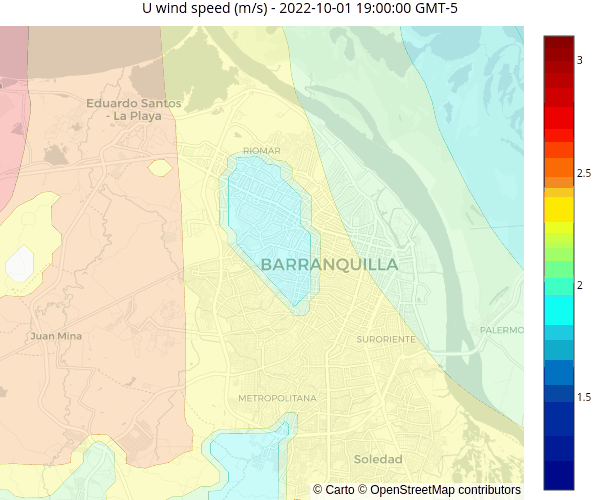 U wind speed (m/s) - 2022-10-01 19:00:00 GMT-5
3
Eduardo Santos
- La Playa
RIOMAR
2.5
BARRANQUILLA
2
Juan Mina
SURORIENTE
PALERMO
METROPOLITANA
1.5
Soledad
© Carto © OpenStreetMap contributors